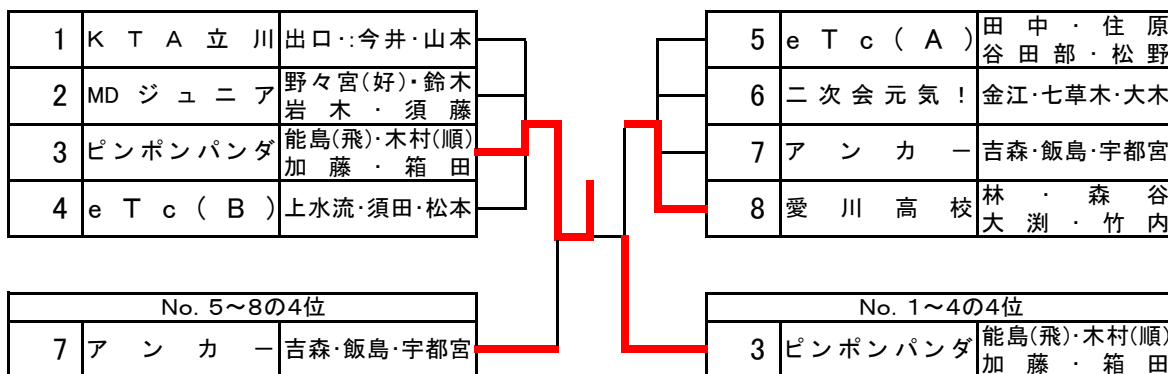 1 KTA立川 出口・:今井・山本
2 MDジュニア 野々宮(好)・鈴木
岩木・須藤
3 ピンポンパンダ 能島(飛)・木村(順)
加藤・箱田
4 eTc(B) 上水流・須田・松本
No. 5~8の4位
7 アンカー 吉森・飯島・宇都宮
5 eTc(A) 田中・住原
谷田部・松野
6 二次会元気! 金江・七草木・大木
7 アンカー 吉森・飯島・宇都宮
8 愛川高校 林・森谷
大渕・竹内
No. 1~4の4位
3 ピンポンパンダ 能島(飛)・木村(順)
加藤・箱田